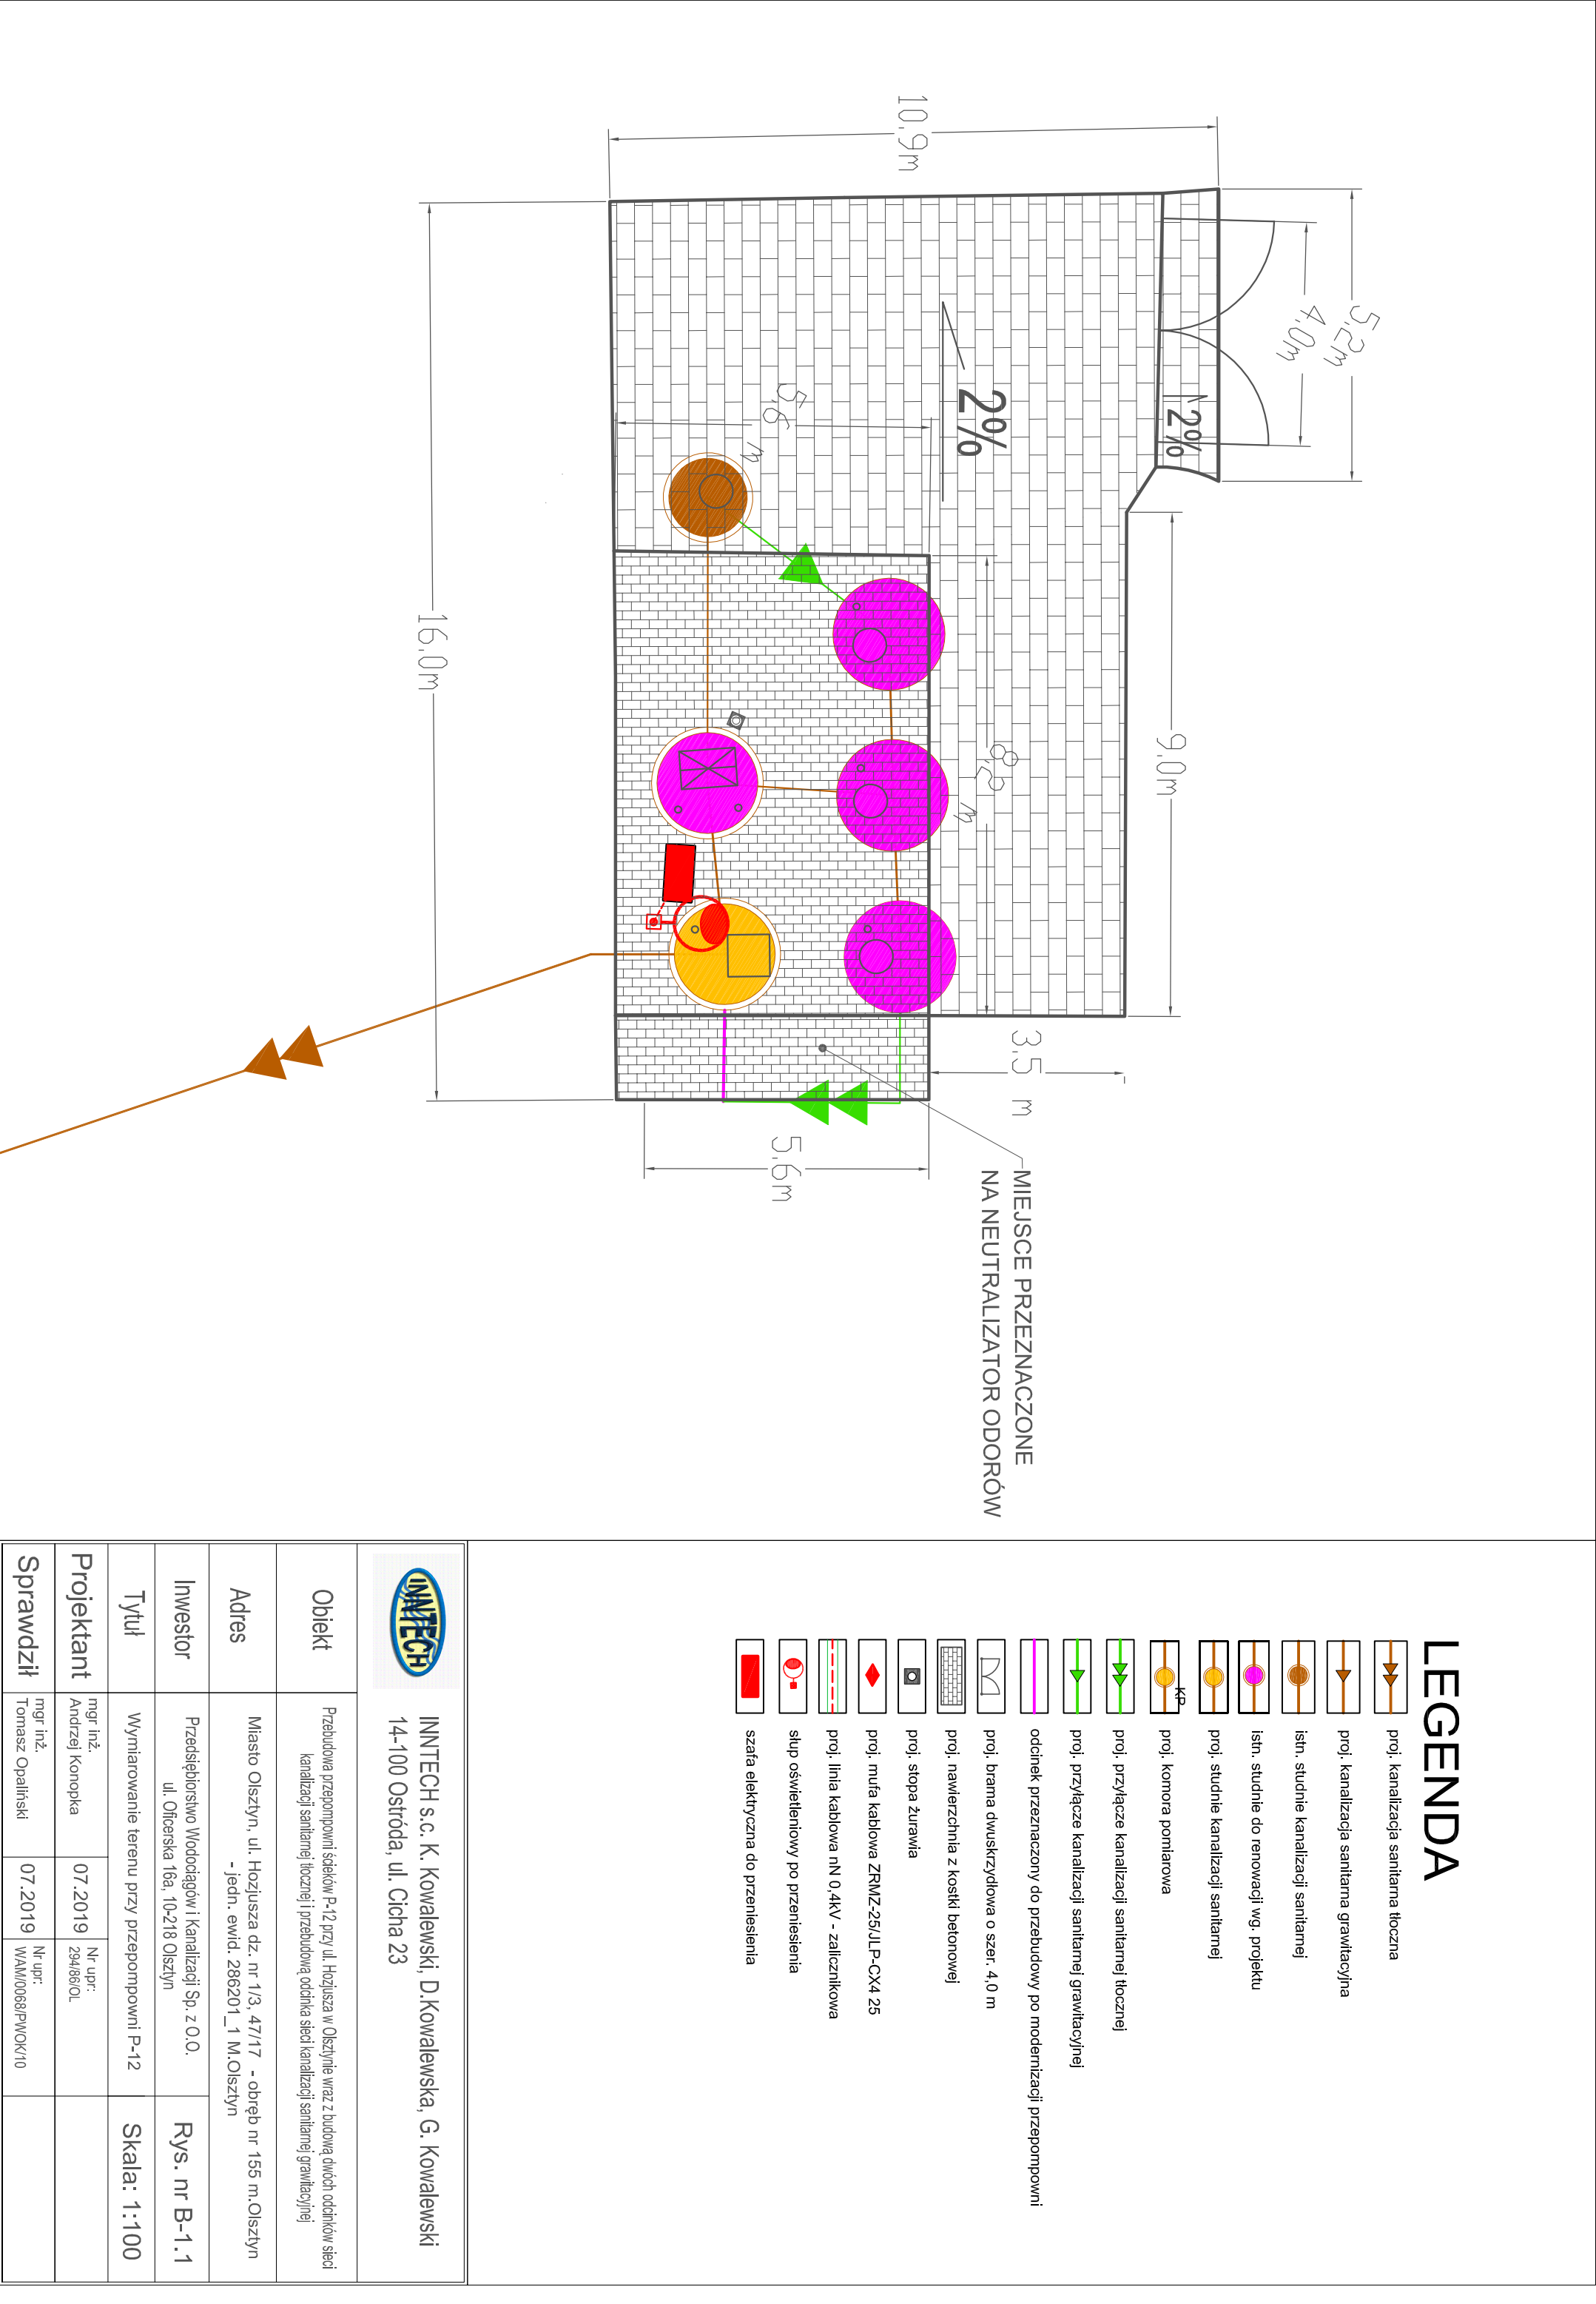 10,9m
5,2m
4,0m
2%
2%
5,6 m
9,0m
8,3 m
16,0m
3,5 m
5,6m
MIEJSCE PRZEZNACZONE
NA NEUTRALIZATOR ODORÓW
LEGENDA
proj. kanalizacja sanitarna tłoczna
proj. kanalizacja sanitarna grawitacyjna
istn. studnie kanalizacji sanitarnej
istn. studnie do renowacji wg. projektu
proj. studnie kanalizacji sanitarnej
KP
proj. komora pomiarowa
proj. przyłącze kanalizacji sanitarnej tłocznej
proj. przyłącze kanalizacji sanitarnej grawitacyjnej
odcinek przeznaczony do przebudowy po modernizacji przepompowni
proj. brama dwuskrzydłowa o szer. 4,0 m
proj. nawierzchnia z kostki betonowej
proj. stopa żurawia
proj. mufa kablowa ZRMZ-25/JLP-CX4 25
proj. linia kablowa nN 0,4kV - zalicznikowa
słup oświetleniowy po przeniesienia
szafa elektryczna do przeniesienia
INNTECH
INNTECH s.c. K. Kowalewski, D.Kowalewska, G. Kowalewski
14-100 Ostróda, ul. Cicha 23
Obiekt
Przebudowa przepompowni ścieków P-12 przy ul. Hozjusza w Olsztynie wraz z budową dwóch odcinków sieci
kanalizacji sanitarnej tłocznej i przebudową odcinka sieci kanalizacji sanitarnej grawitacyjnej
Adres
Miasto Olsztyn, ul. Hozjusza dz. nr 1/3, 47/17 - obręb nr 155 m.Olsztyn
- jedn. ewid. 286201_1 M.Olsztyn
Inwestor
Przedsiębiorstwo Wodociągów i Kanalizacji Sp. z O.O.
ul. Oficerska 16a, 10-218 Olsztyn
Rys. nr B-1.1
Tytuł
Wymiarowanie terenu przy przepompowni P-12
Skala: 1:100
Projektant
mgr inż.
Andrzej Konopka
07.2019
Nr upr:
294/86/OL
Sprawdził
mgr inż.
Tomasz Opaliński
07.2019
Nr upr:
WAM/0068/PWOK/10